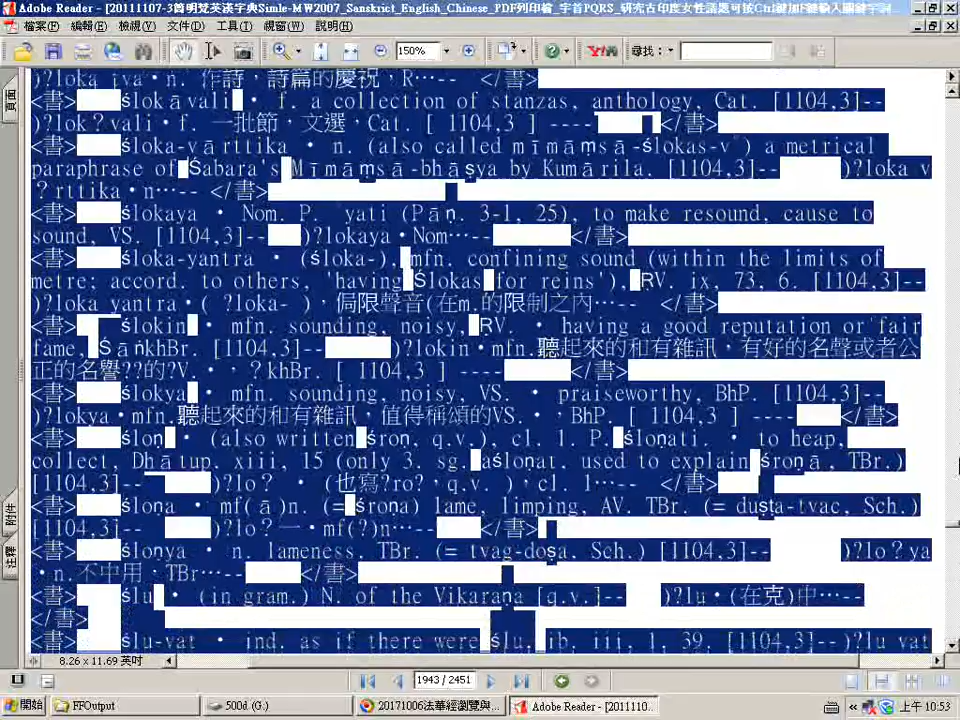 Adobe Reader - [20111107-3簡明梵英漢字典Simle-MW2007_Sanskrict_English_Chinese_PDF列印檔_字首PQRS_研究古印度女性議題可按Ctrl鍵加F鍵輸入關鍵字
檔案(F) 編輯(E) 檢視(V) 文件(D) 工具(T) 視窗(W) 說明(H)
150% Y! 尋找:
頁面
附件
註釋
)?loka iva·n. 作詩，詩篇的慶祝，R…-- </書>
<書> ślokāvali · f. a collection of stanzas, anthology, Cat. [1104,3]--
)?lok？vali·f. 一批節，文選，Cat. [ 1104,3 ] ---- </書>
<書> śloka-vārttika · n. (also called mīmāṃsā-ślokas-v˚) a metrical
paraphrase of Śabara's Mīmāṃsā-bhāṣya by Kumārila. [1104,3]-- )?loka v
？rttika·n…-- </書>
<書> ślokaya · Nom. P. yati (Pāṇ. 3-1, 25), to make resound, cause to
sound, VS. [1104,3]-- )?lokaya·Nom…-- </書>
<書> śloka-yantra · (śloka-), mfn. confining sound (within the limits of
metre; accord. to others, 'having Ślokas for reins'), RV. ix, 73, 6. [1104,3]--
)?loka yantra·( ?loka- )，侷限聲音(在m.的限制之內…-- </書>
<書> ślokin · mfn. sounding, noisy, RV. · having a good reputation or fair
fame, ŚāṅkhBr. [1104,3]-- )?lokin·mfn.聽起來的和有雜訊，有好的名聲或者公
正的名譽??的?V.·，？khBr. [ 1104,3 ] ---- </書>
<書> ślokya · mfn. sounding, noisy, VS. · praiseworthy, BhP. [1104,3]--
)?lokya·mfn.聽起來的和有雜訊，值得稱頌的VS.·，BhP. [ 1104,3 ] ---- </書>
<書> śloṇ · (also written śroṇ, q.v.), cl. 1. P. śloṇati. · to heap,
collect, Dhātup. xiii, 15 (only 3. sg. aśloṇat. used to explain śroṇā, TBr.)
[1104,3]-- )?lo？ ·(也寫?ro?，q.v. )，cl. 1…-- </書>
<書> śloṇa · mf(ā)n. (= śroṇa) lame, limping, AV. TBr. (= duṣṭa-tvac, Sch.)
[1104,3]-- )?lo？一·mf(?)n…-- </書>
<書> śloṇya · n. lameness. TBr. (= tvag-doṣa. Sch.) [1104,3]-- )?lo？ya
·n.不中用，TBr…-- </書>
<書> ślu · (in gram.) N. of the Vikaraṇa [q.v.]-- )?lu·(在克)中…--
</書>
<書> ślu-vat · ind. as if there were ślu, ib. iii, 1, 39. [1104,3]--)?lu vat
8.26 x 11.69 英吋
1943 / 2451
開始 FFOutput 500d (G:) 20171006法華經瀏覽與... Adobe Reader - [2011110... 上午 10:53